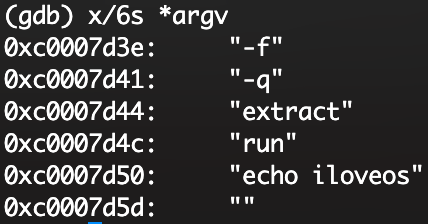 (gdb) x/6s *argv
0xc0007d3e:     "-f"
0xc0007d41:     "-q"
0xc0007d44:     "extract"
0xc0007d4c:     "run"
0xc0007d50:     "echo iloveos"
0xc0007d5d:     ""